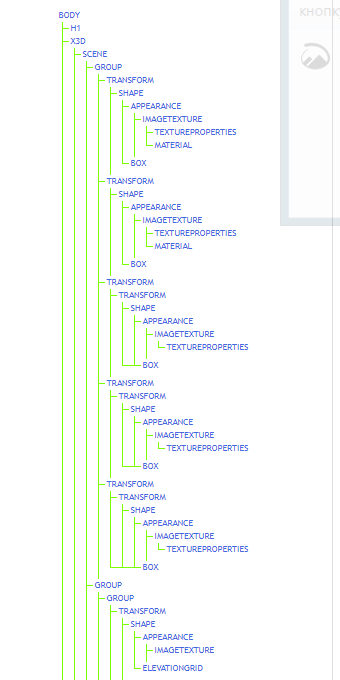 BODY
H1
X3D
SCENE
GROUP
TRANSFORM
SHAPE
APPEARANCE
IMAGETEXTURE
TEXTUREPROPERTIES
MATERIAL
BOX
TRANSFORM
SHAPE
APPEARANCE
IMAGETEXTURE
TEXTUREPROPERTIES
MATERIAL
BOX
TRANSFORM
TRANSFORM
SHAPE
APPEARANCE
IMAGETEXTURE
TEXTUREPROPERTIES
BOX
TRANSFORM
TRANSFORM
SHAPE
APPEARANCE
IMAGETEXTURE
TEXTUREPROPERTIES
BOX
TRANSFORM
TRANSFORM
SHAPE
APPEARANCE
IMAGETEXTURE
TEXTUREPROPERTIES
BOX
GROUP
GROUP
TRANSFORM
SHAPE
APPEARANCE
IMAGETEXTURE
ELEVATIONGRID